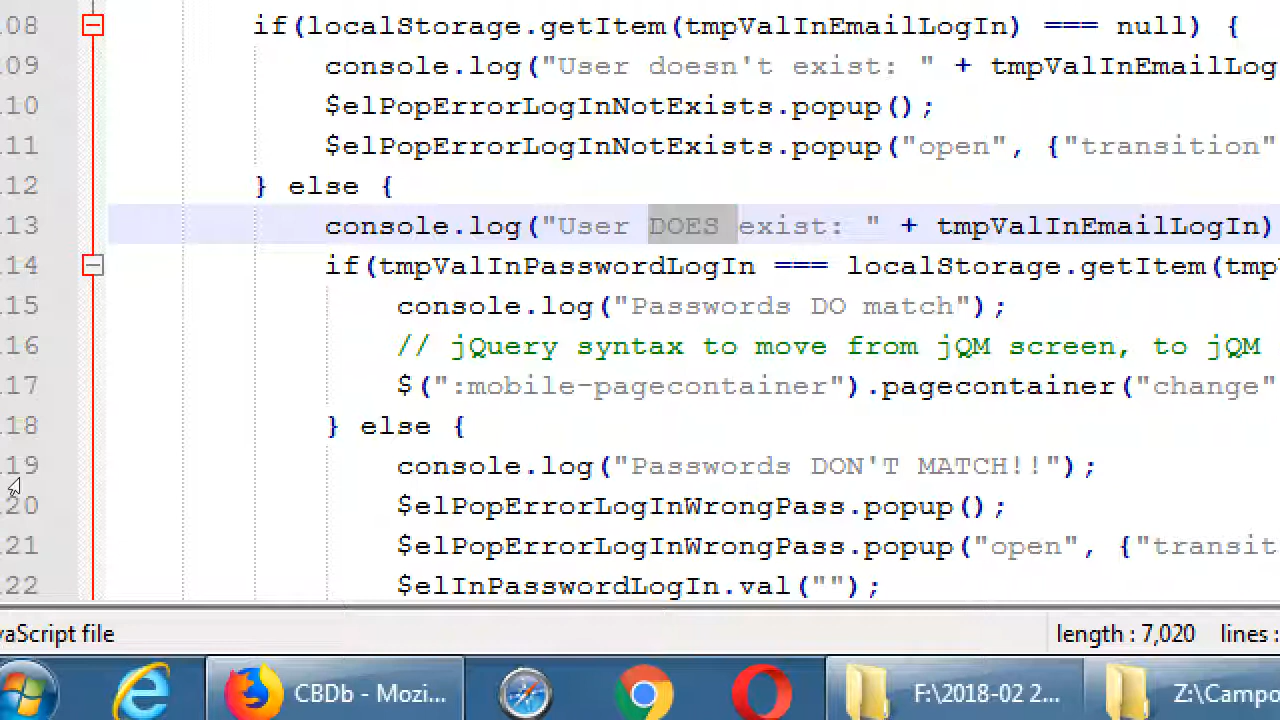 08 if(localStorage.getItem(tmpValInEmailLogIn) === null) {
09 console.log("User doesn't exist: " + tmpValInEmailLog
10 $elPopErrorLogInNotExists.popup();
11 $elPopErrorLogInNotExists.popup("open", {"transition"
12 } else {
13 console.log("User DOES exist: " + tmpValInEmailLogIn)
14 if(tmpValInPasswordLogIn === localStorage.getItem(tmp
15 console.log("Passwords DO match");
16 // jQuery syntax to move from jQM screen, to jQM
17 $(":mobile-pagecontainer").pagecontainer("change"
18 } else {
19 console.log("Passwords DON'T MATCH!!");
20 $elPopErrorLogInWrongPass.popup();
21 $elPopErrorLogInWrongPass.popup("open", {"transit
22 $elInPasswordLogIn.val("");
vaScript file length : 7,020 lines :
CBDb - Mozi... F:\2018-02 2... Z:\Campo